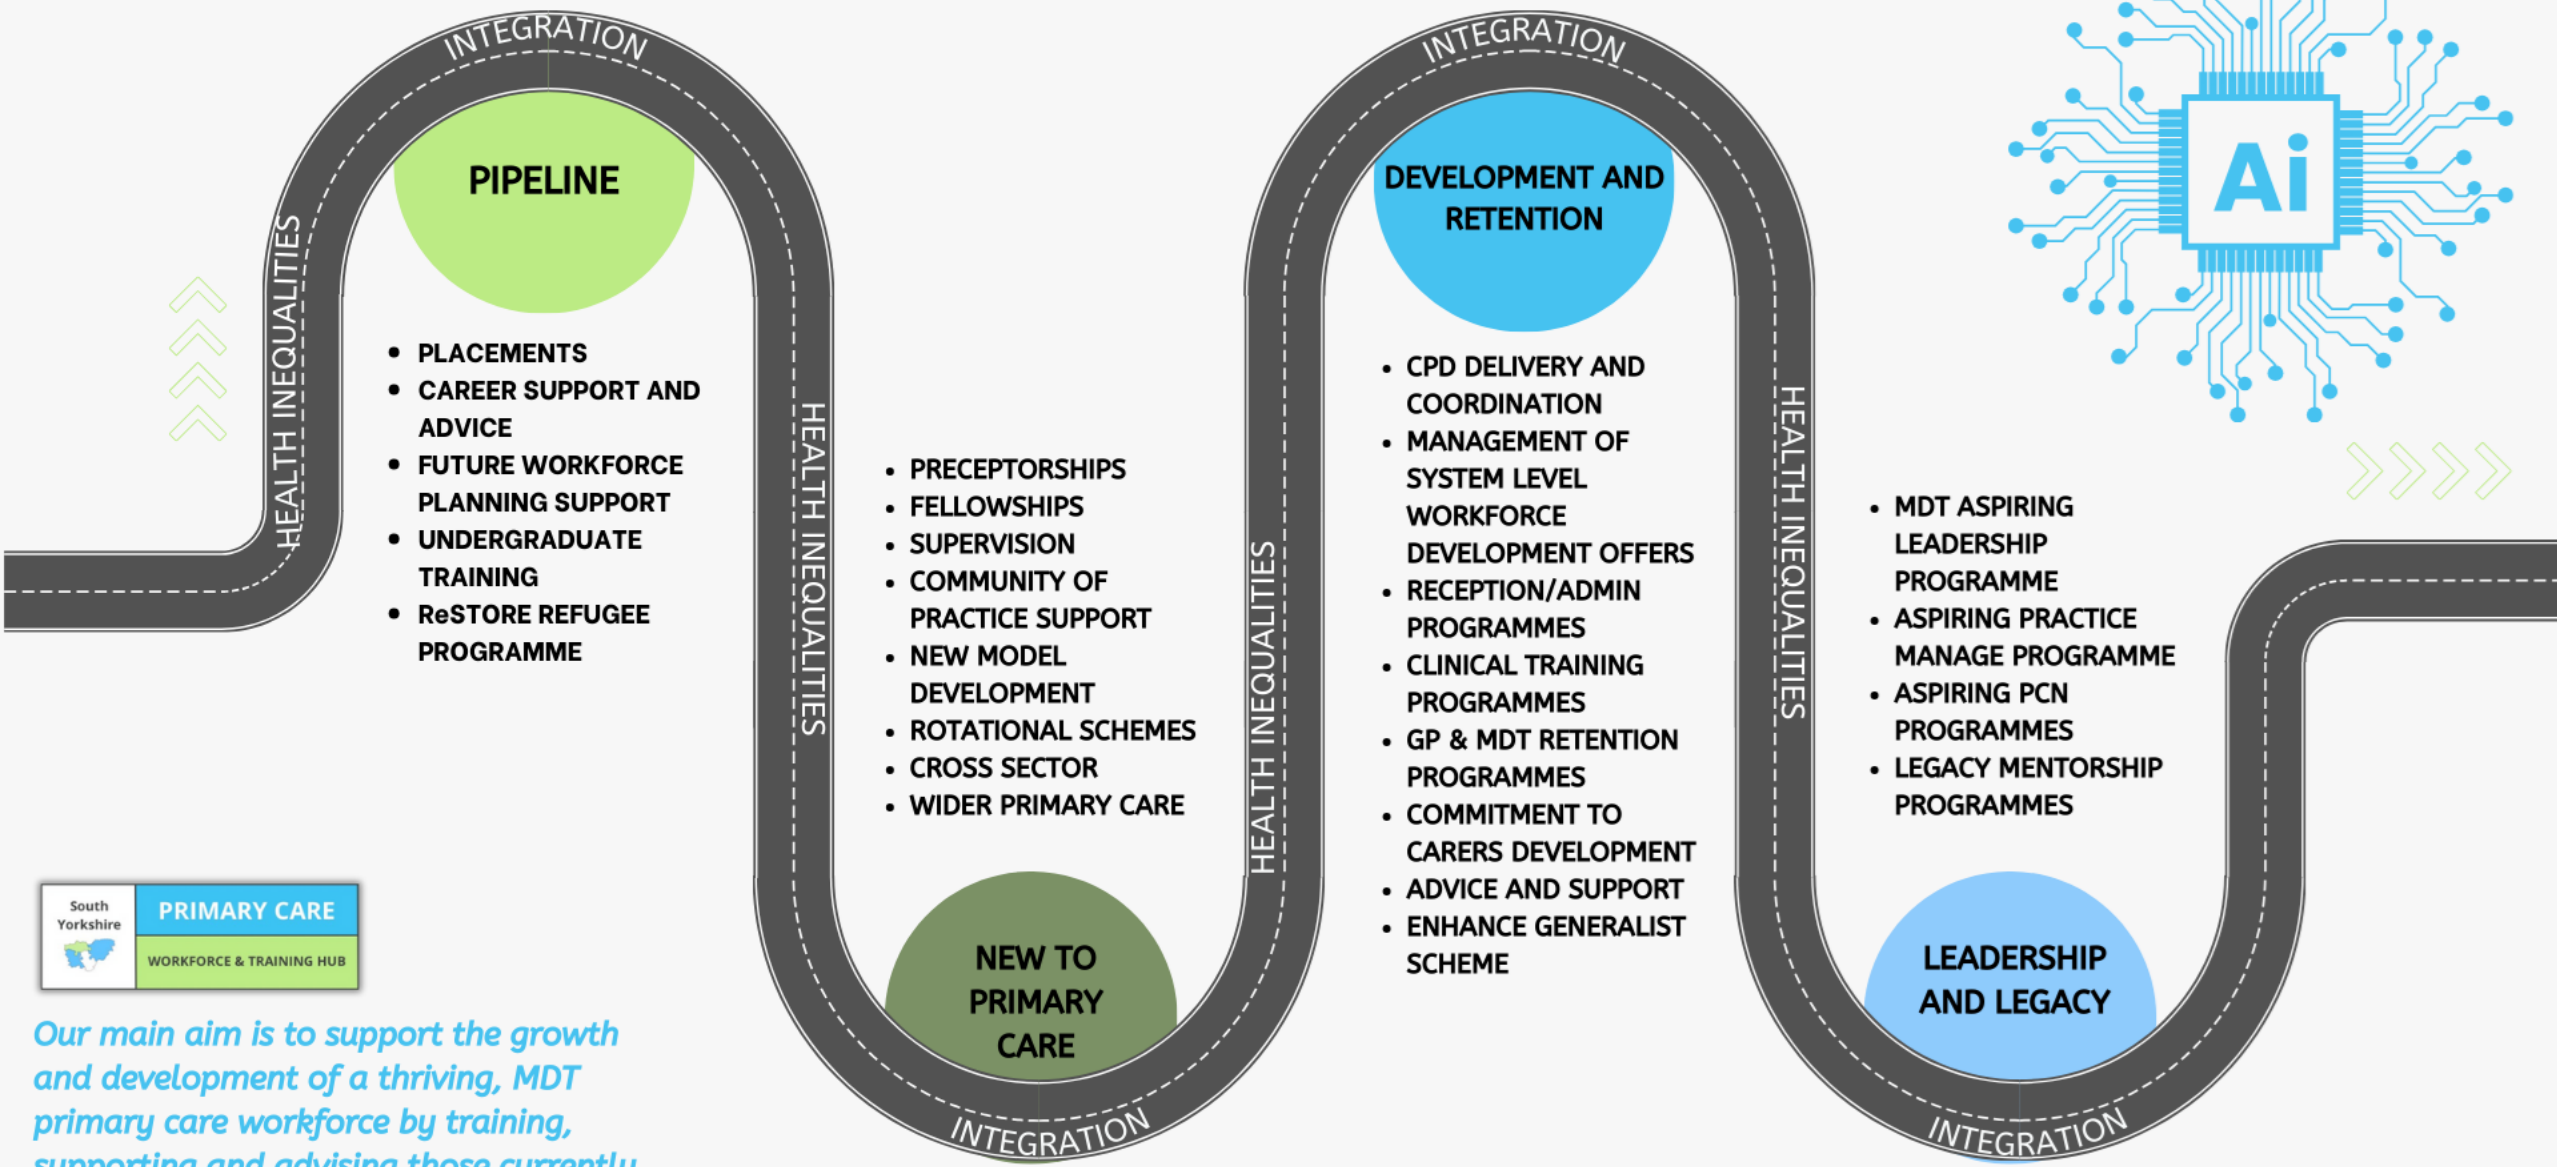 INTEGRATION
HEALTH INEQUALITIES
PIPELINE
PLACEMENTS
CAREER SUPPORT AND
ADVICE
FUTURE WORKFORCE
PLANNING SUPPORT
UNDERGRADUATE
TRAINING
ReSTORE REFUGEE
PROGRAMME
HEALTH INEQUALITIES
PRECEPTORSHIPS
FELLOWSHIPS
SUPERVISION
COMMUNITY OF
PRACTICE SUPPORT
NEW MODEL
DEVELOPMENT
ROTATIONAL SCHEMES
CROSS SECTOR
WIDER PRIMARY CARE
NEW TO
PRIMARY
CARE
INTEGRATION
HEALTH INEQUALITIES
INTEGRATION
DEVELOPMENT AND
RETENTION
CPD DELIVERY AND
COORDINATION
MANAGEMENT OF
SYSTEM LEVEL
WORKFORCE
DEVELOPMENT OFFERS
RECEPTION/ADMIN
PROGRAMMES
CLINICAL TRAINING
PROGRAMMES
GP & MDT RETENTION
PROGRAMMES
COMMITMENT TO
CARERS DEVELOPMENT
ADVICE AND SUPPORT
ENHANCE GENERALIST
SCHEME
HEALTH INEQUALITIES
Ai
MDT ASPIRING
LEADERSHIP
PROGRAMME
ASPIRING PRACTICE
MANAGE PROGRAMME
ASPIRING PCN
PROGRAMMES
LEGACY MENTORSHIP
PROGRAMMES
LEADERSHIP
AND LEGACY
INTEGRATION
South
Yorkshire
PRIMARY CARE
WORKFORCE & TRAINING HUB
Our main aim is to support the growth
and development of a thriving, MDT
primary care workforce by training,
supporting and advising those currently